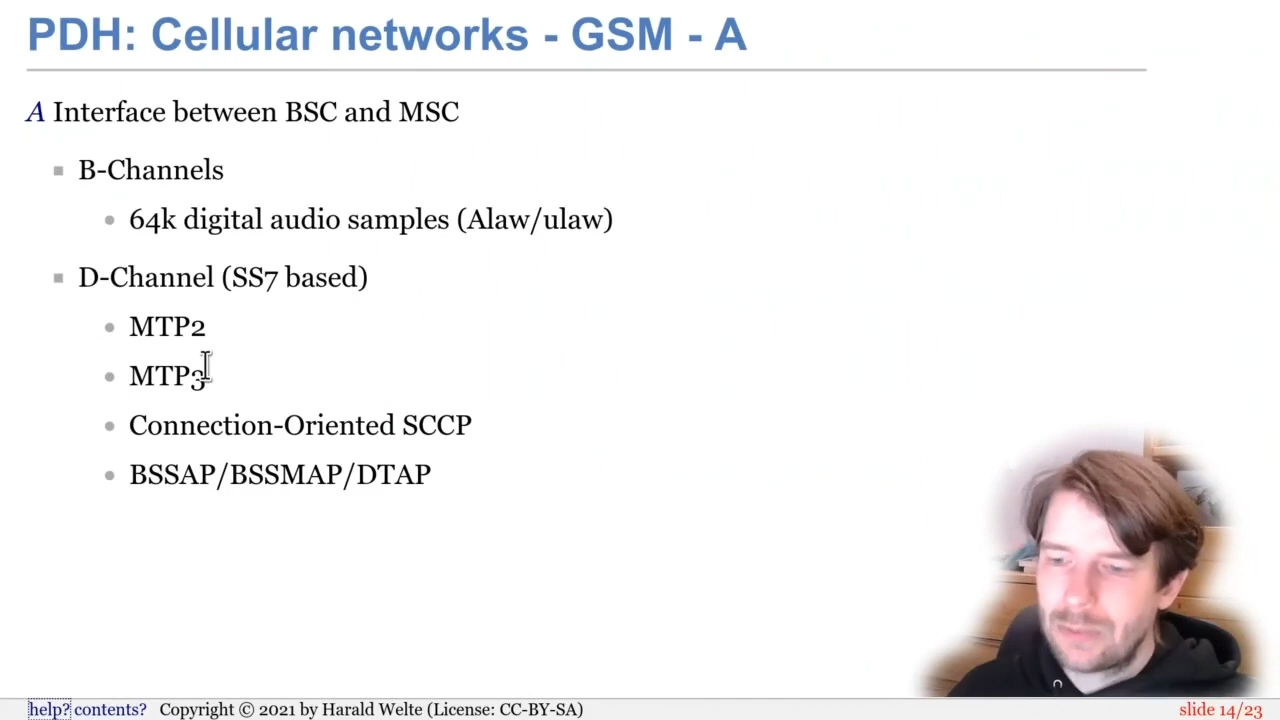 PDH: Cellular networks - GSM - A
A Interface between BSC and MSC
B-Channels
64k digital audio samples (Alaw/ulaw)
D-Channel (SS7 based)
MTP2
MTP3
Connection-Oriented SCCP
BSSAP/BSSMAP/DTAP
help? contents? Copyright © 2021 by Harald Welte (License: CC-BY-SA) slide 14/23